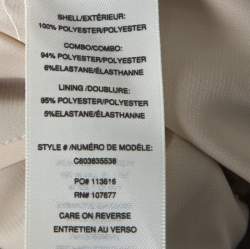 SHELL/EXTÉRIEUR:
100% POLYESTER/POLYESTER
COMBO/COMBO:
94% POLYESTER/POLYESTER
6%ELASTANE/ÉLASTHANNE
LINING /DOUBLURE:
95% POLYESTER/POLYESTER
5%ELASTANE/ÉLASTHANNE
STYLE # /NUMÉRO DE MODÈLE:
C803635538
PO# 113616
RN# 107677
CARE ON REVERSE
ENTRETIEN AU VERSO